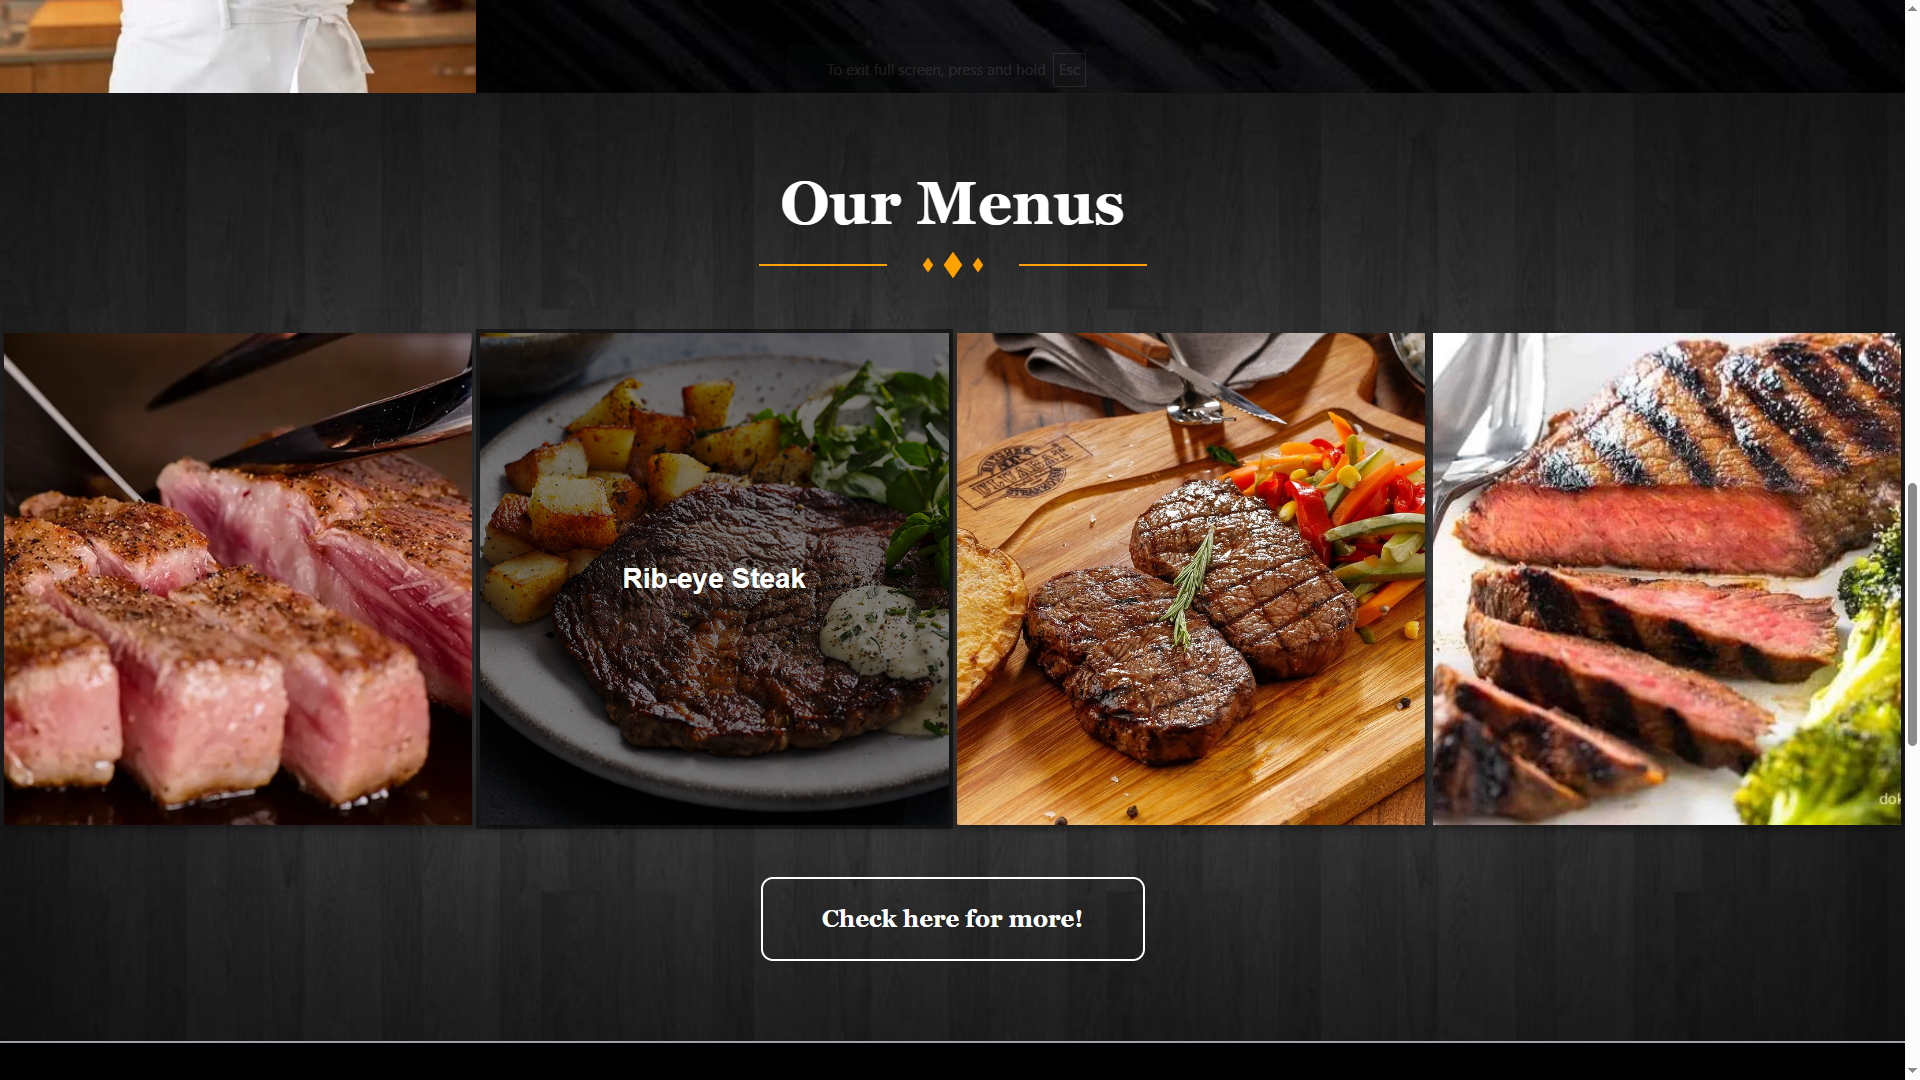 To exit full screen, press and hold Esc
Our Menus
Rib-eye Steak
Check here for more!